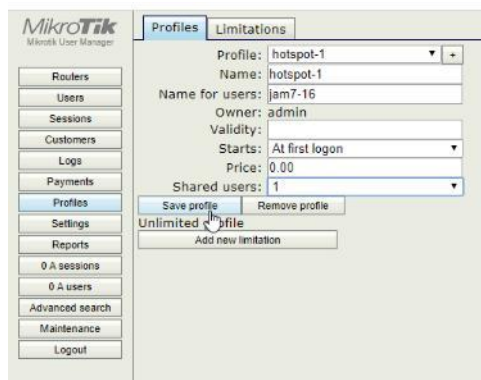 MikroTik
Mikrotik User Manager
Routers
Users
Sessions
Customers
Logs
Payments
Profiles
Settings
Reports
0 A sessions
0 A users
Advanced search
Maintenance
Logout
Profiles Limitations
Profile: hotspot-1 +
Name: hotspot-1
Name for users: jam7-16
Owner: admin
Validity:
Starts: At first logon
Price: 0.00
Shared users: 1
Save profile Remove profile
Unlimited profile
Add new limitation